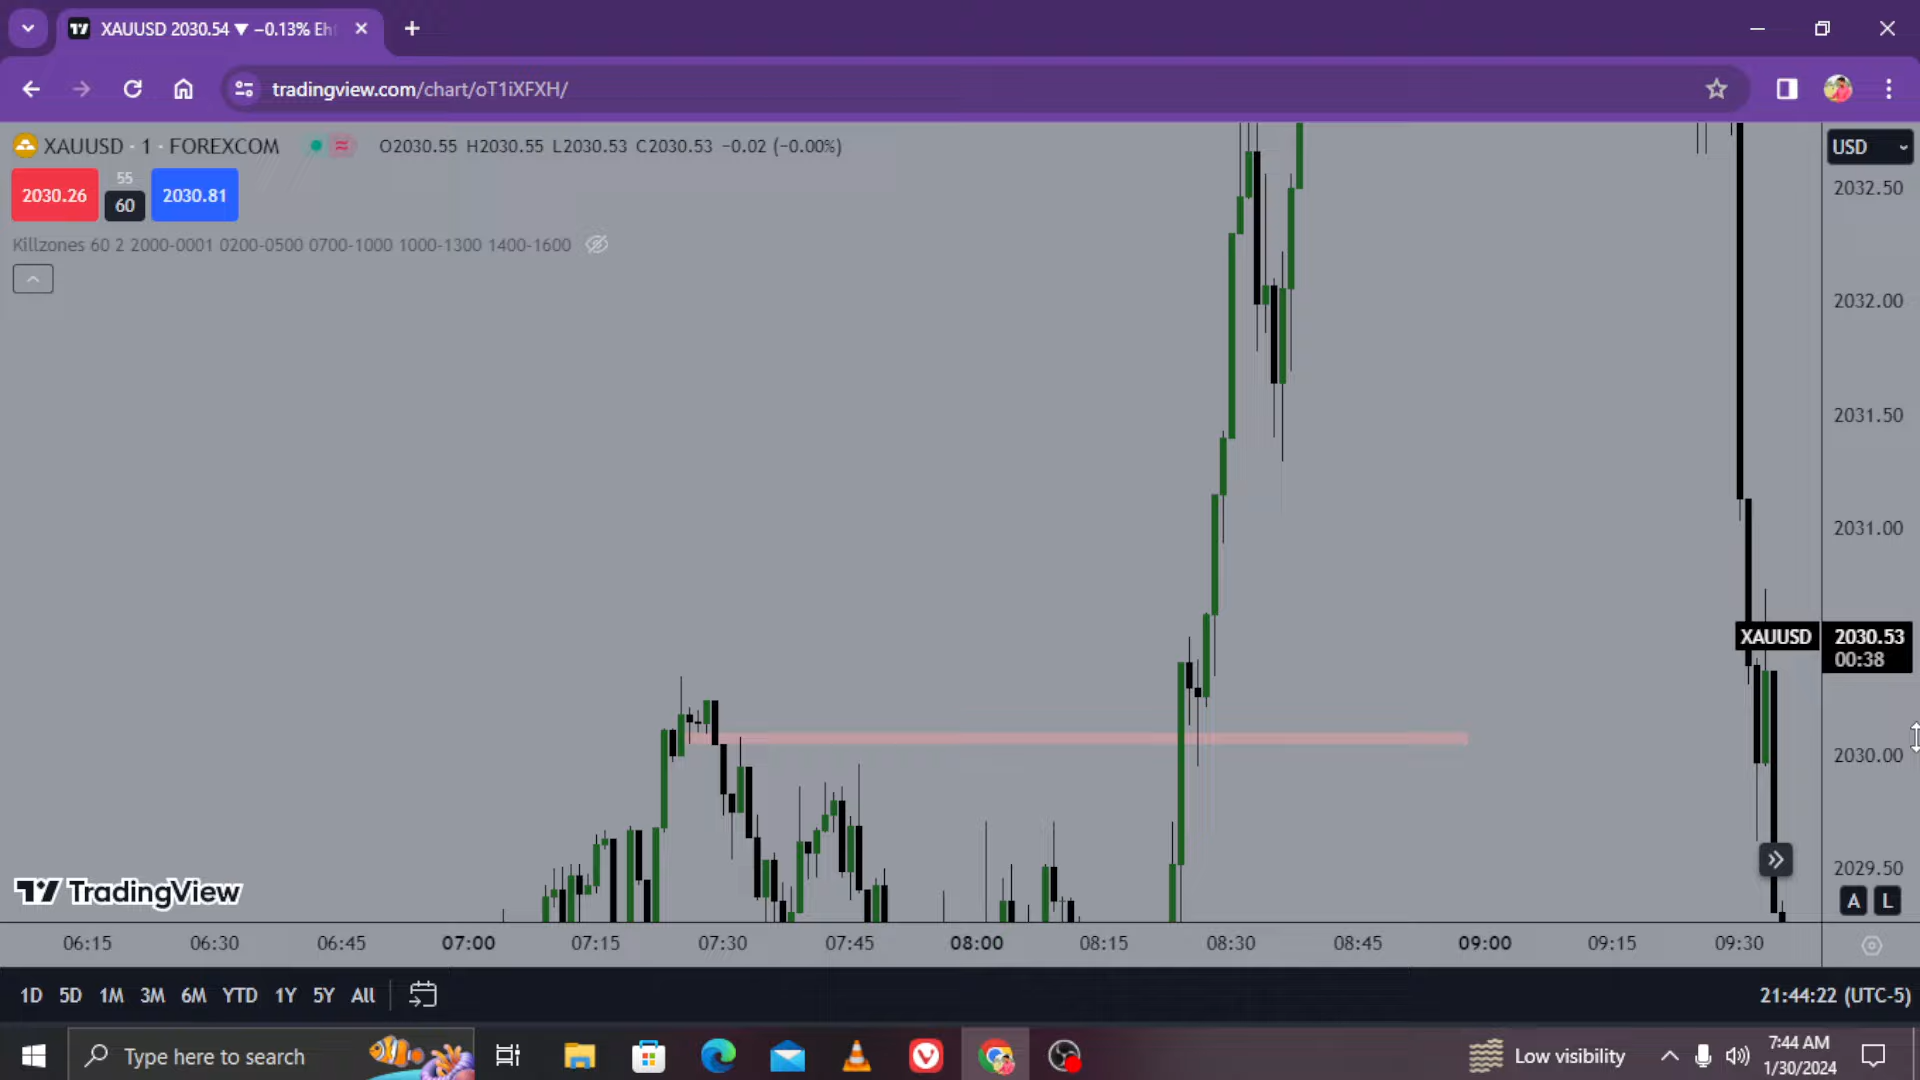 XAUUSD 2030.54 ▼ −0.13% Eh
tradingview.com/chart/oT1iXFXH/
XAUUSD · 1 · FOREXCOM O2030.55 H2030.55 L2030.53 C2030.53 −0.02 (−0.00%)
USD
2030.26 55 60 2030.81
Killzones 60 2 2000-0001 0200-0500 0700-1000 1000-1300 1400-1600
2032.50
2032.00
2031.50
2031.00
XAUUSD 2030.53
00:38
2030.00
2029.50
TradingView
A L
06:15 06:30 06:45 07:00 07:15 07:30 07:45 08:00 08:15 08:30 08:45 09:00 09:15 09:30
1D 5D 1M 3M 6M YTD 1Y 5Y All
21:44:22 (UTC-5)
Type here to search
Low visibility
7:44 AM
1/30/2024